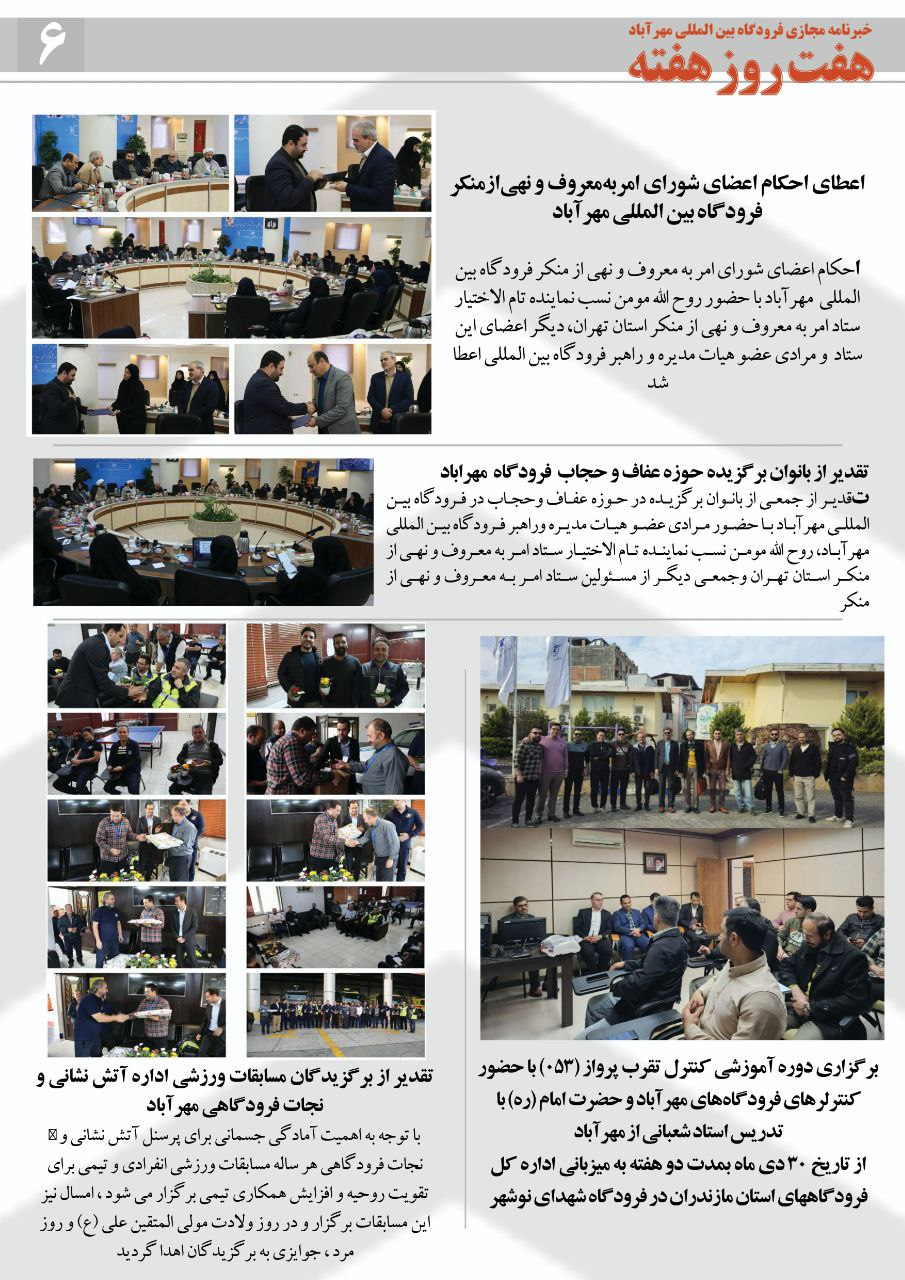 خبرنامه مجازی فرودگاه بین المللی مهرآباد
هفت روز هفته
۶
اعطای احکام اعضای شورای امربه‌معروف و نهی‌ازمنکر
فرودگاه بین المللی مهرآباد
احکام اعضای شورای امر به معروف و نهی از منکر فرودگاه بین
المللی مهرآباد با حضور روح الله مومن نسب نماینده تام الاختیار
ستاد امر به معروف و نهی از منکر استان تهران، دیگر اعضای این
ستاد و مرادی عضو هیات مدیره و راهبر فرودگاه بین المللی اعطا
شد
تقدیر از بانوان برگزیده حوزه عفاف و حجاب فرودگاه مهراباد
تقدیر از جمعی از بانوان برگزیده در حوزه عفاف وحجاب در فرودگاه بین
المللی مهرآباد با حضور مرادی عضو هیات مدیره وراهبر فرودگاه بین المللی
مهرآباد، روح الله مومن نسب نماینده تام الاختیار ستاد امر به معروف و نهی از
منکر استان تهران وجمعی دیگر از مسئولین ستاد امر به معروف و نهی از
منکر
برگزاری دوره آموزشی کنترل تقرب پرواز (۰۵۳) با حضور
کنترلرهای فرودگاه‌های مهرآباد و حضرت امام (ره) با
تدریس استاد شعبانی از مهرآباد
از تاریخ ۳۰ دی ماه بمدت دو هفته به میزبانی اداره کل
فرودگاههای استان مازندران در فرودگاه شهدای نوشهر
تقدیر از برگزیدگان مسابقات ورزشی اداره آتش نشانی و
نجات فرودگاهی مهرآباد
با توجه به اهمیت آمادگی جسمانی برای پرسنل آتش نشانی و
نجات فرودگاهی هر ساله مسابقات ورزشی انفرادی و تیمی برای
تقویت روحیه و افزایش همکاری تیمی برگزار می شود ، امسال نیز
این مسابقات برگزار و در روز ولادت مولی المتقین علی (ع) و روز
مرد ، جوایزی به برگزیدگان اهدا گردید